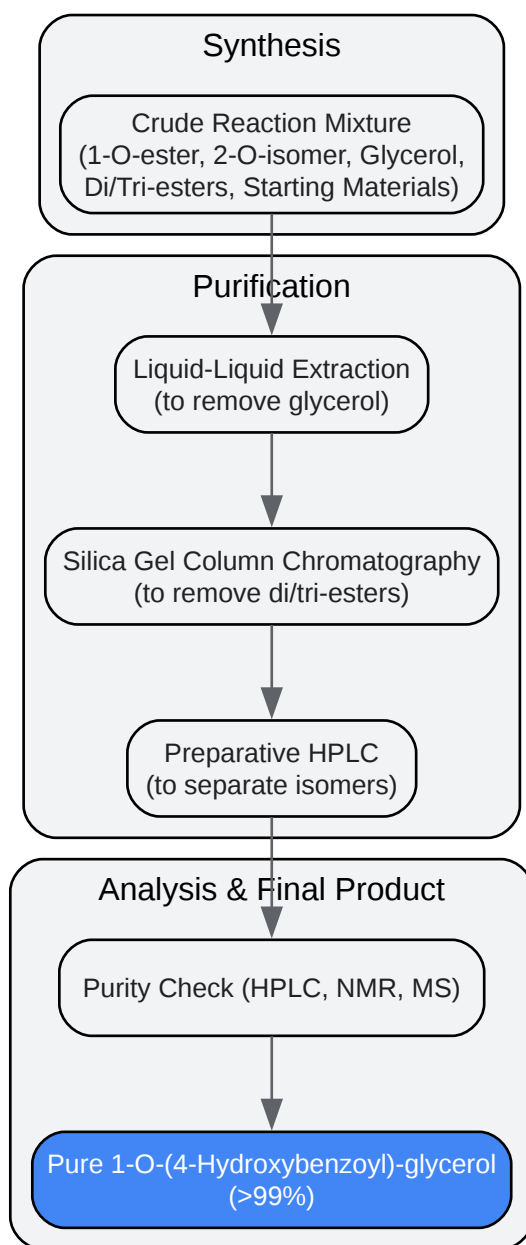 Synthesis
Crude Reaction Mixture
(1-O-ester, 2-O-isomer, Glycerol,
Di/Tri-esters, Starting Materials)
Purification
Liquid-Liquid Extraction
(to remove glycerol)
Silica Gel Column Chromatography
(to remove di/tri-esters)
Preparative HPLC
(to separate isomers)
Analysis & Final Product
Purity Check (HPLC, NMR, MS)
Pure 1-O-(4-Hydroxybenzoyl)-glycerol
(>99%)